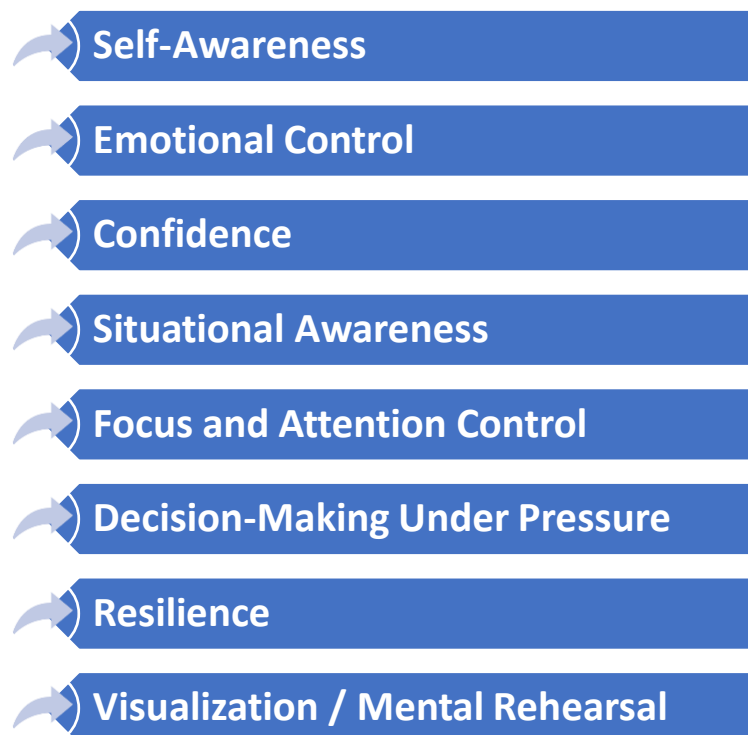 Self-Awareness
Emotional Control
Confidence
Situational Awareness
Focus and Attention Control
Decision-Making Under Pressure
Resilience
Visualization / Mental Rehearsal